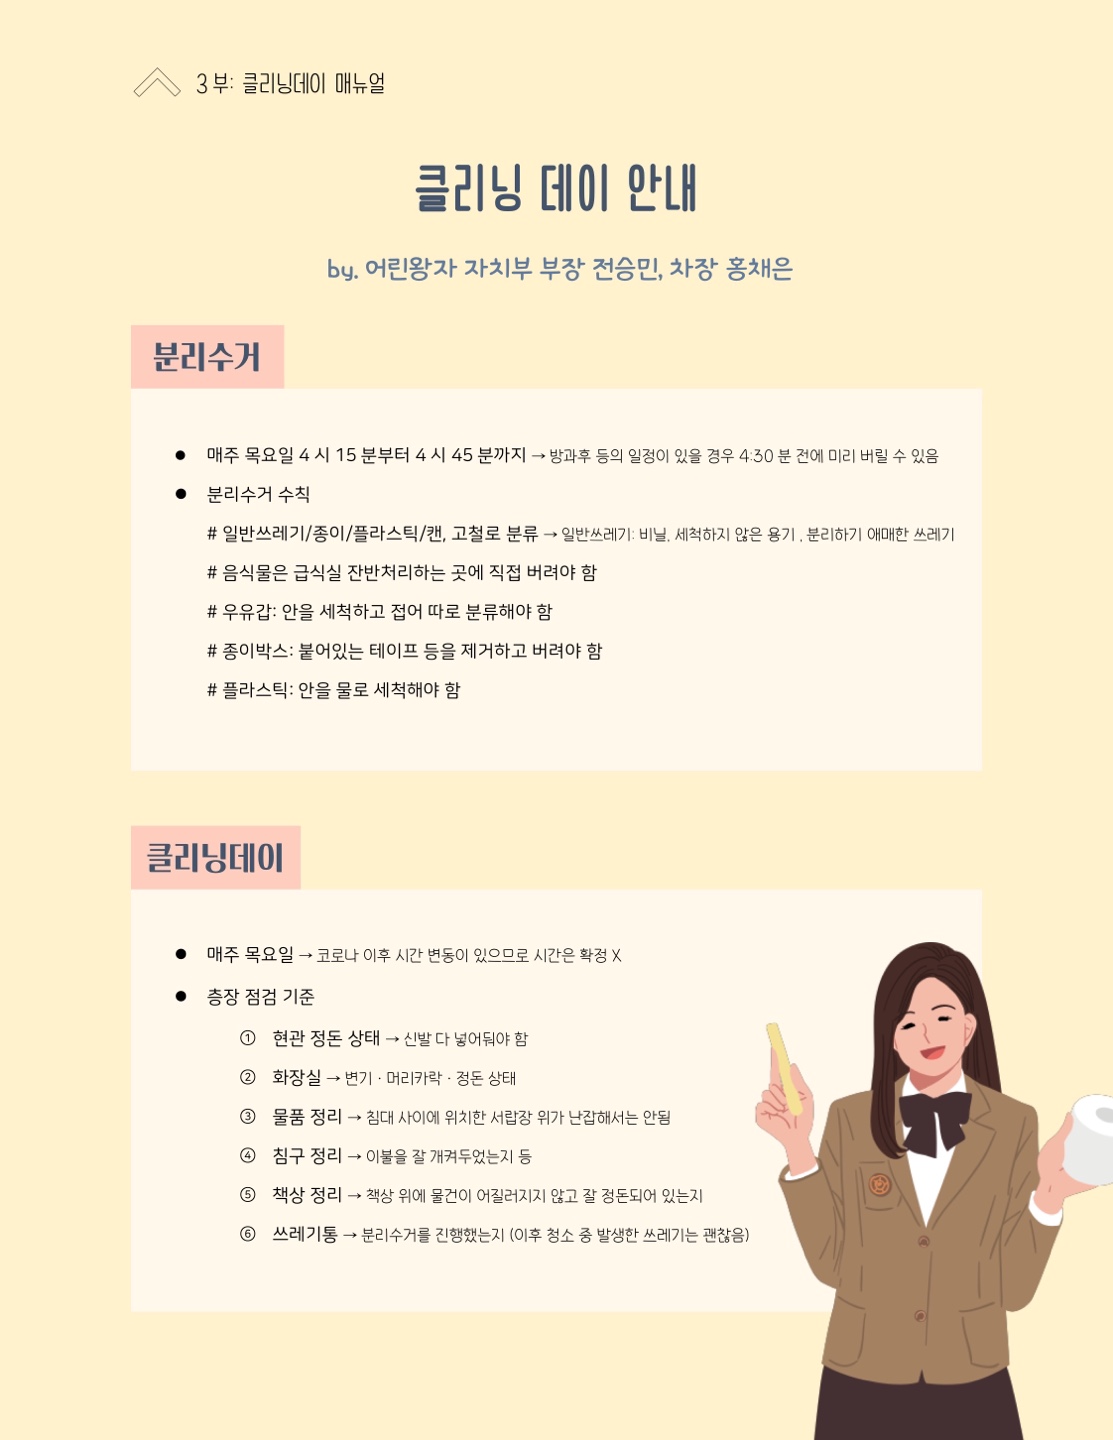 3 부: 클리닝데이 매뉴얼
클리닝 데이 안내
by. 어린왕자 자치부 부장 전승민, 차장 홍채은
분리수거
● 매주 목요일 4 시 15 분부터 4 시 45 분까지 → 방과후 등의 일정이 있을 경우 4:30 분 전에 미리 버릴 수 있음
● 분리수거 수칙
# 일반쓰레기/종이/플라스틱/캔, 고철로 분류 → 일반쓰레기: 비닐, 세척하지 않은 용기 , 분리하기 애매한 쓰레기
# 음식물은 급식실 잔반처리하는 곳에 직접 버려야 함
# 우유갑: 안을 세척하고 접어 따로 분류해야 함
# 종이박스: 붙어있는 테이프 등을 제거하고 버려야 함
# 플라스틱: 안을 물로 세척해야 함
클리닝데이
● 매주 목요일 → 코로나 이후 시간 변동이 있으므로 시간은 확정 X
● 층장 점검 기준
① 현관 정돈 상태 → 신발 다 넣어둬야 함
② 화장실 → 변기 · 머리카락 · 정돈 상태
③ 물품 정리 → 침대 사이에 위치한 서랍장 위가 난잡해서는 안됨
④ 침구 정리 → 이불을 잘 개켜두었는지 등
⑤ 책상 정리 → 책상 위에 물건이 어질러지지 않고 잘 정돈되어 있는지
⑥ 쓰레기통 → 분리수거를 진행했는지 (이후 청소 중 발생한 쓰레기는 괜찮음)